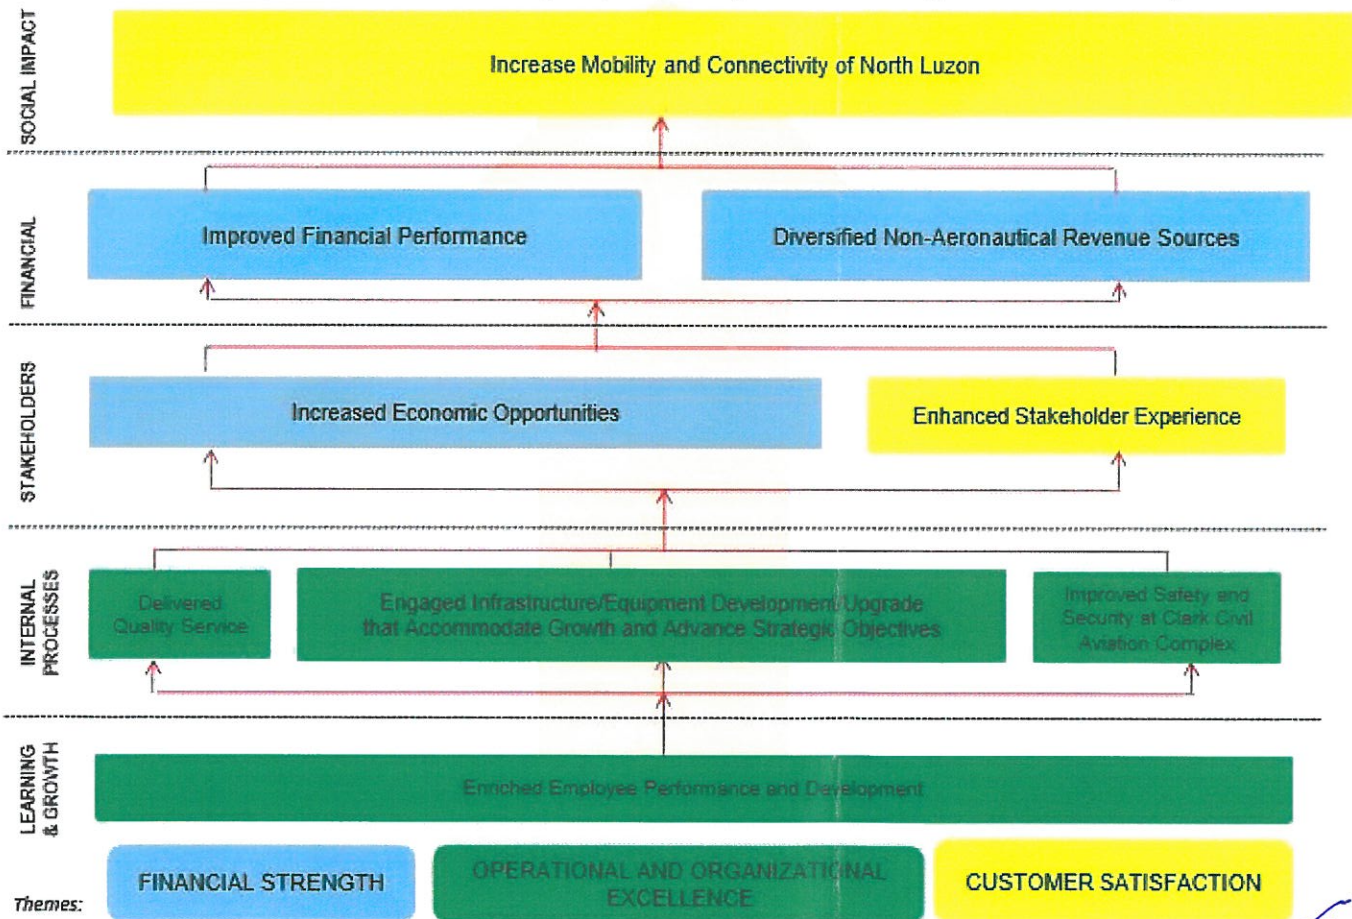 SOCIAL IMPACT
Increase Mobility and Connectivity of North Luzon
FINANCIAL
Improved Financial Performance
Diversified Non-Aeronautical Revenue Sources
STAKEHOLDERS
Increased Economic Opportunities
Enhanced Stakeholder Experience
INTERNAL
PROCESSES
Delivered
Quality Service
Engaged Infrastructure/Equipment Development/Upgrade
that Accommodate Growth and Advance Strategic Objectives
Improved Safety and
Security at Clark Civil
Aviation Complex
LEARNING
& GROWTH
Enriched Employee Performance and Development
Themes:
FINANCIAL STRENGTH
OPERATIONAL AND ORGANIZATIONAL
EXCELLENCE
CUSTOMER SATISFACTION